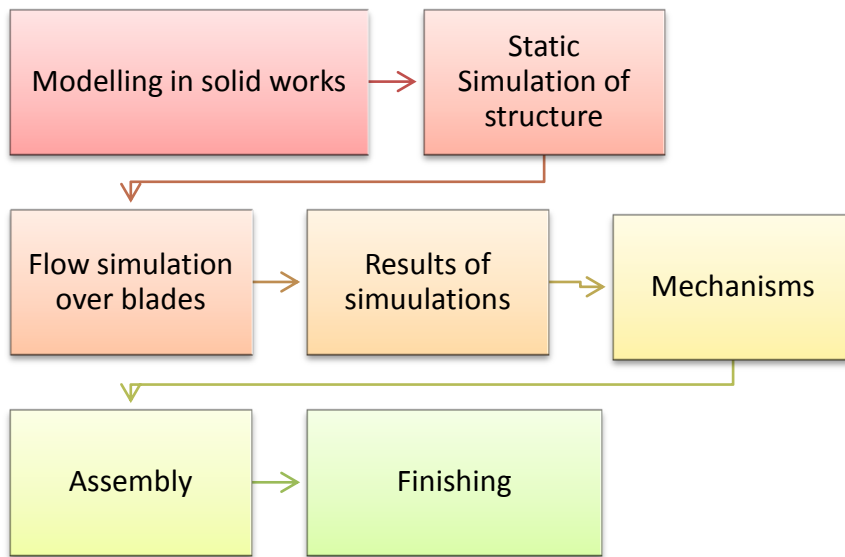 Modelling in solid works
Static
Simulation of
structure
Flow simulation
over blades
Results of
simuulations
Mechanisms
Assembly
Finishing